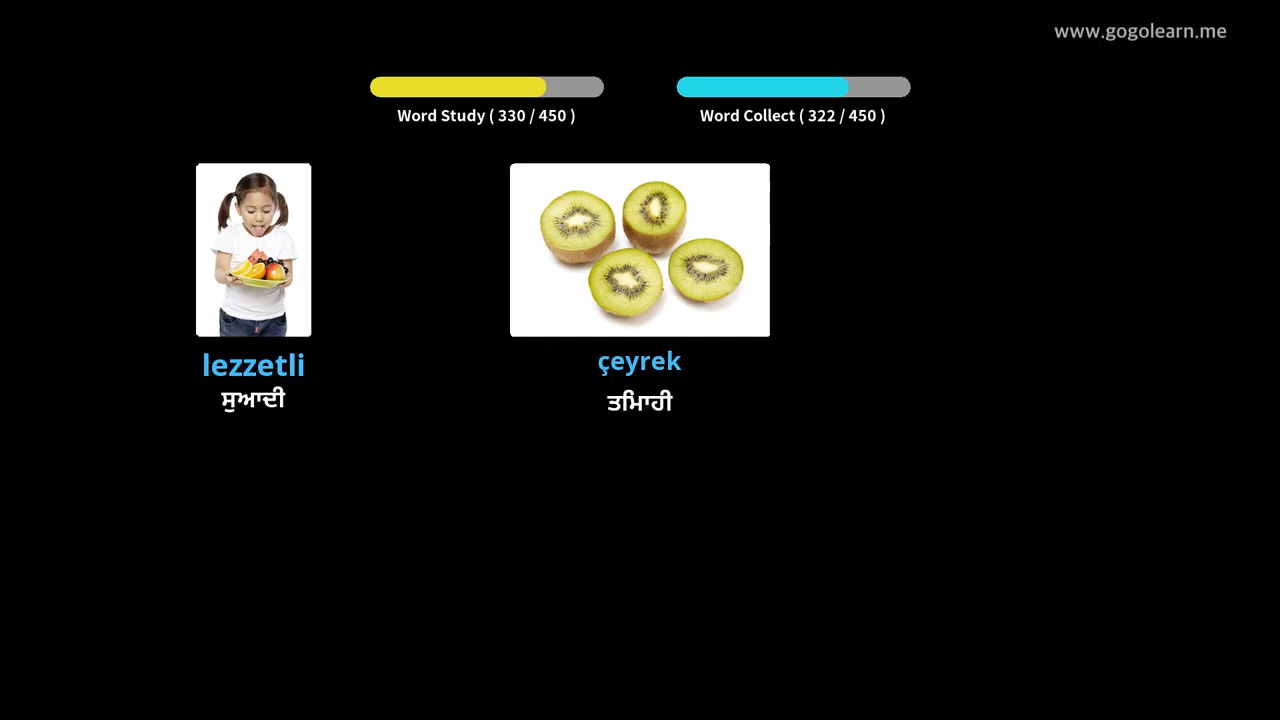 www.gogolearn.me
Word Study ( 330 / 450 )
Word Collect ( 322 / 450 )
lezzetli
ਸੁਆਦੀ
çeyrek
ਤਿਮਾਹੀ